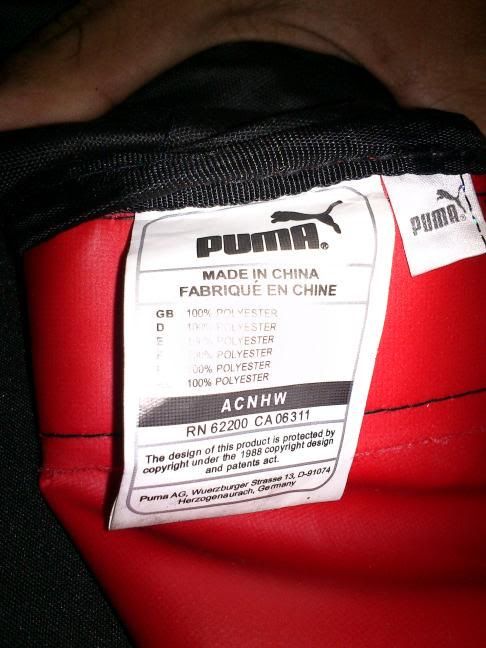 PUMA®
MADE IN CHINA
FABRIQUÉ EN CHINE
GB 100% POLYESTER
D 100% POLYESTER
E 100% POLYESTER
F 100% POLYESTER
100% POLYESTER
100% POLYESTER
ACNHW
RN 62200 CA 06311
The design of this product is protected by
copyright under the 1988 copyright design
and patents act.
Puma AG, Wuerzburger Strasse 13, D-91074
Herzogenaurach, Germany
PUMA